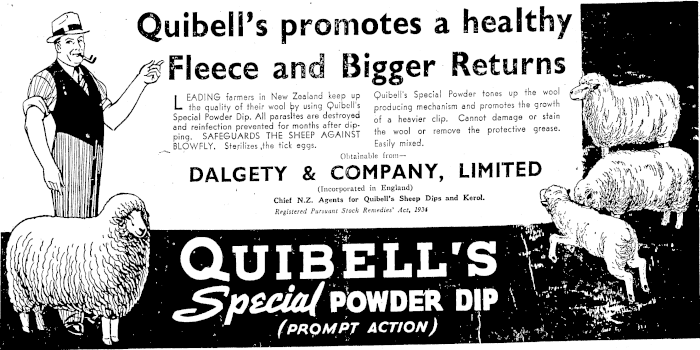 Quibell's promotes a healthy
Fleece and Bigger Returns
LEADING farmers in New Zealand keep up
the quality of their wool by using Quibell's
Special Powder Dip. All parasites are destroyed
and reinfection prevented for months after dip-
ping. SAFEGUARDS THE SHEEP AGAINST
BLOWFLY. Sterilizes the tick eggs.
Quibell's Special Powder tones up the wool
producing mechanism and promotes the growth
of a heavier clip. Cannot damage or stain
the wool or remove the protective grease.
Easily mixed.
Obtainable from—
DALGETY & COMPANY, LIMITED
(Incorporated in England)
Chief N.Z. Agents for Quibell's Sheep Dips and Kerol.
Registered Pursuant Stock Remedies' Act, 1934
QUIBELL'S
Special POWDER DIP
(PROMPT ACTION)